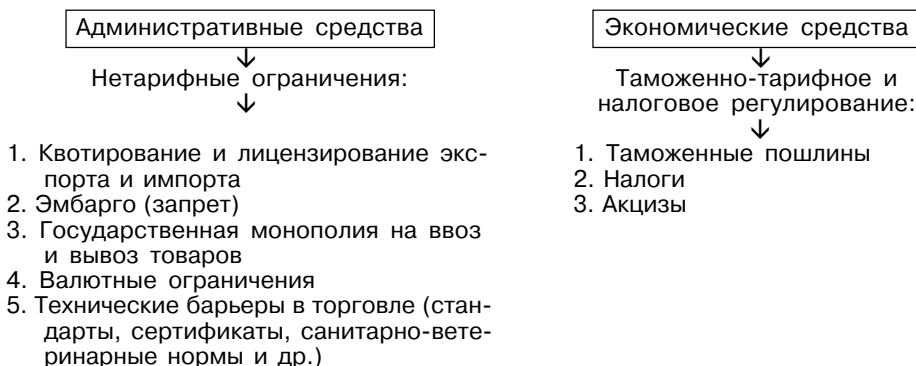 Административные средства
Нетарифные ограничения:
1. Квотирование и лицензирование экс-
порта и импорта
2. Эмбарго (запрет)
3. Государственная монополия на ввоз
и вывоз товаров
4. Валютные ограничения
5. Технические барьеры в торговле (стан-
дарты, сертификаты, санитарно-вете-
ринарные нормы и др.)
Экономические средства
Таможенно-тарифное и
налоговое регулирование:
1. Таможенные пошлины
2. Налоги
3. Акцизы